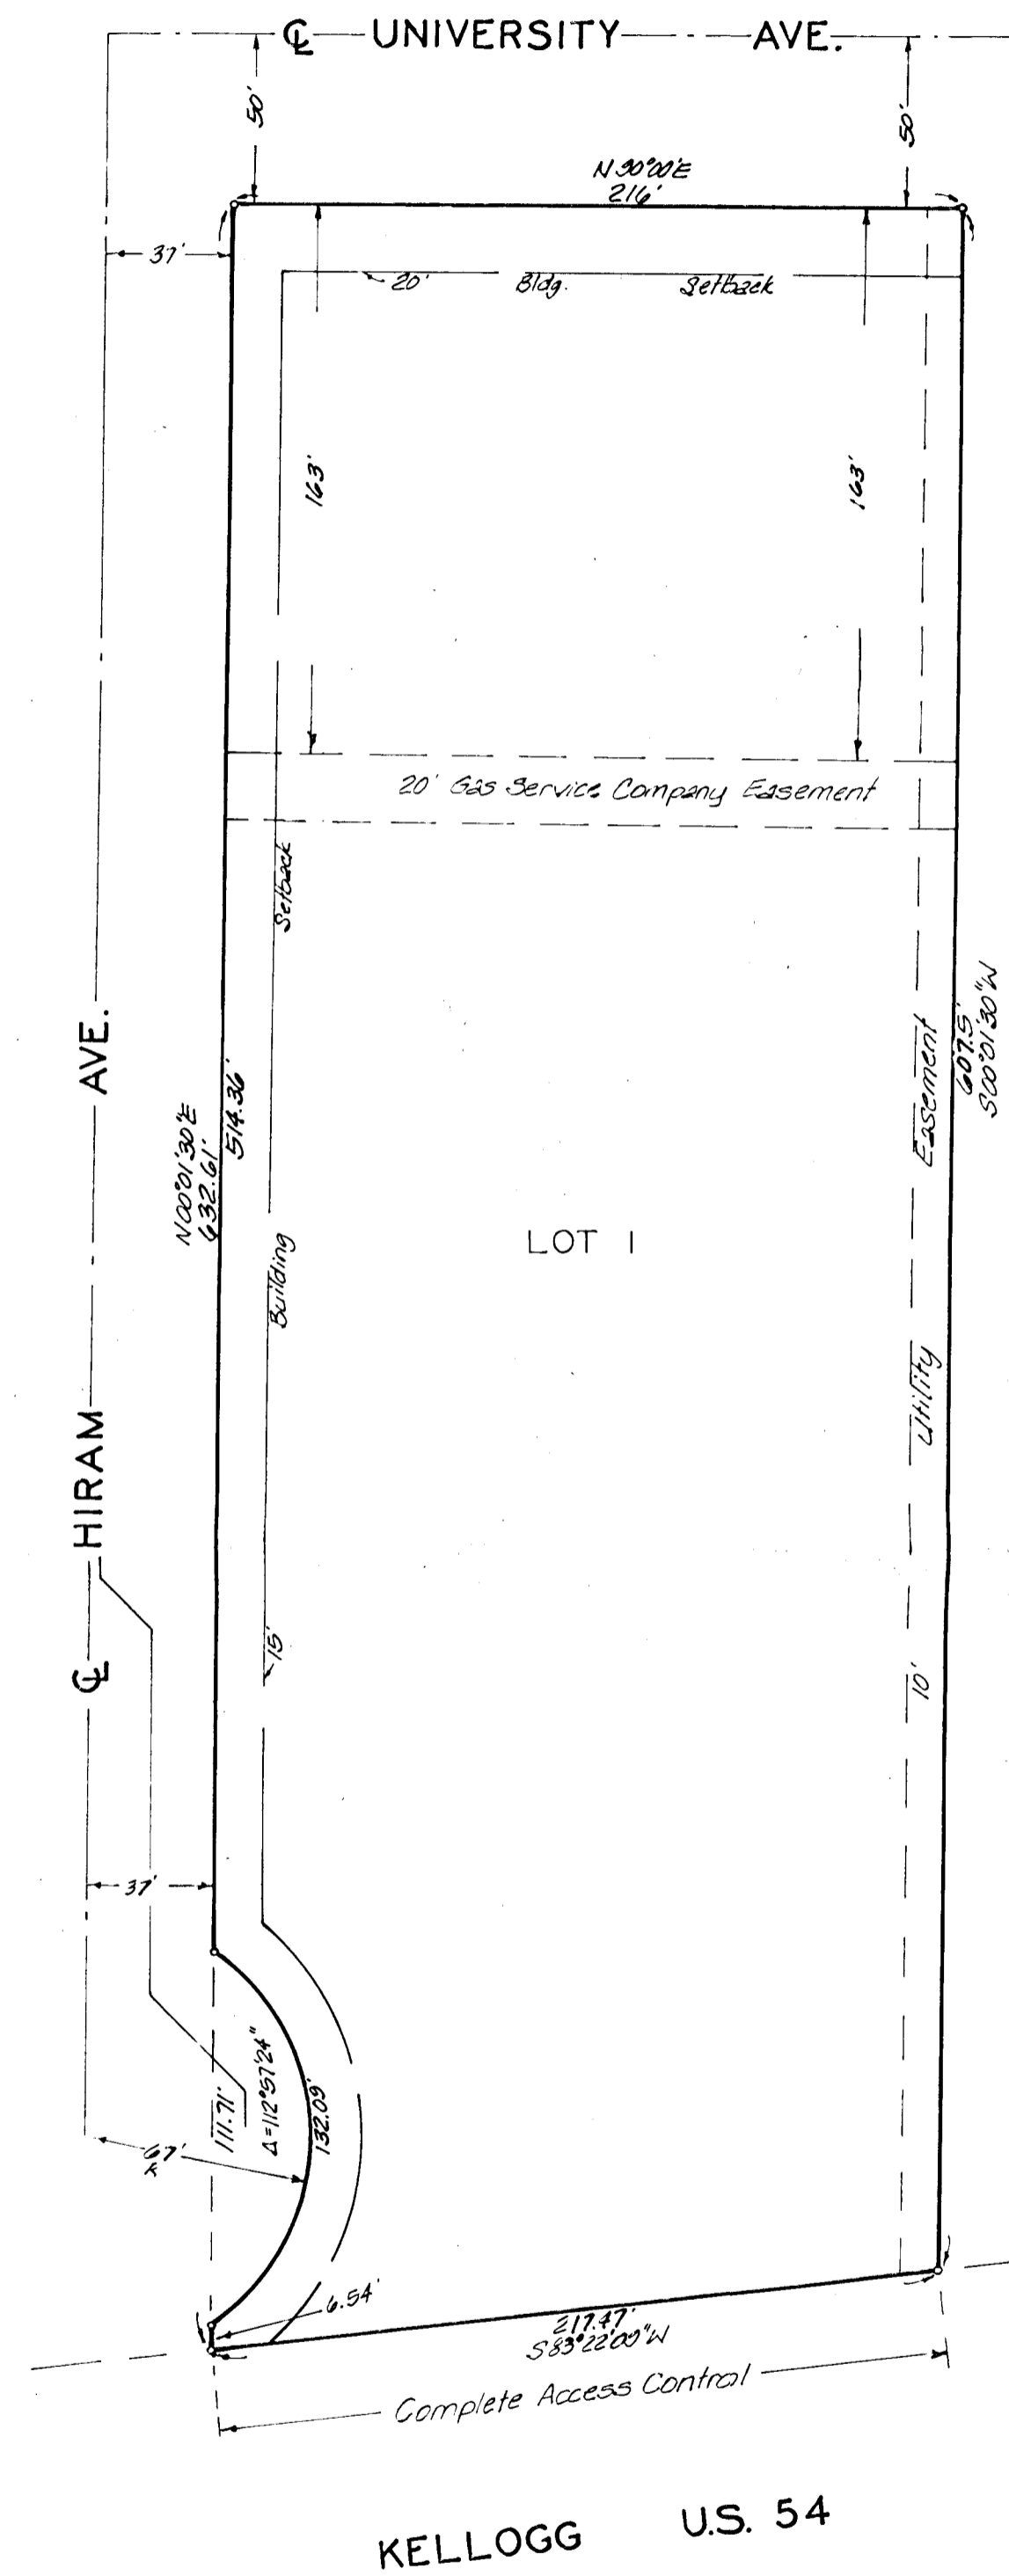 ℄ UNIVERSITY AVE.
50'
50'
N 90°00'E
216'
37'
20' Bldg. Setback
163'
163'
20' Gas Service Company Easement
Setback
Building
15'
℄ HIRAM AVE.
N00°01'30"E
632.61'
514.36'
LOT 1
10' Utility Easement
607.5'
S00°01'30"W
37'
111.71'
Δ=112°57'24"
132.09'
67'
R
6.54'
217.47'
S83°22'09"W
Complete Access Control
KELLOGG U.S. 54